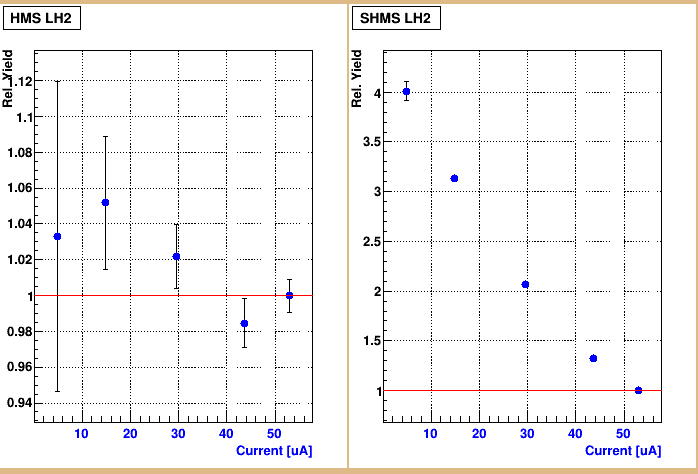 HMS LH2
Rel. Yield
1.12
1.1
1.08
1.06
1.04
1.02
1
0.98
0.96
0.94
10 20 30 40 50
Current [uA]
SHMS LH2
Rel. Yield
4
3.5
3
2.5
2
1.5
1
10 20 30 40 50
Current [uA]